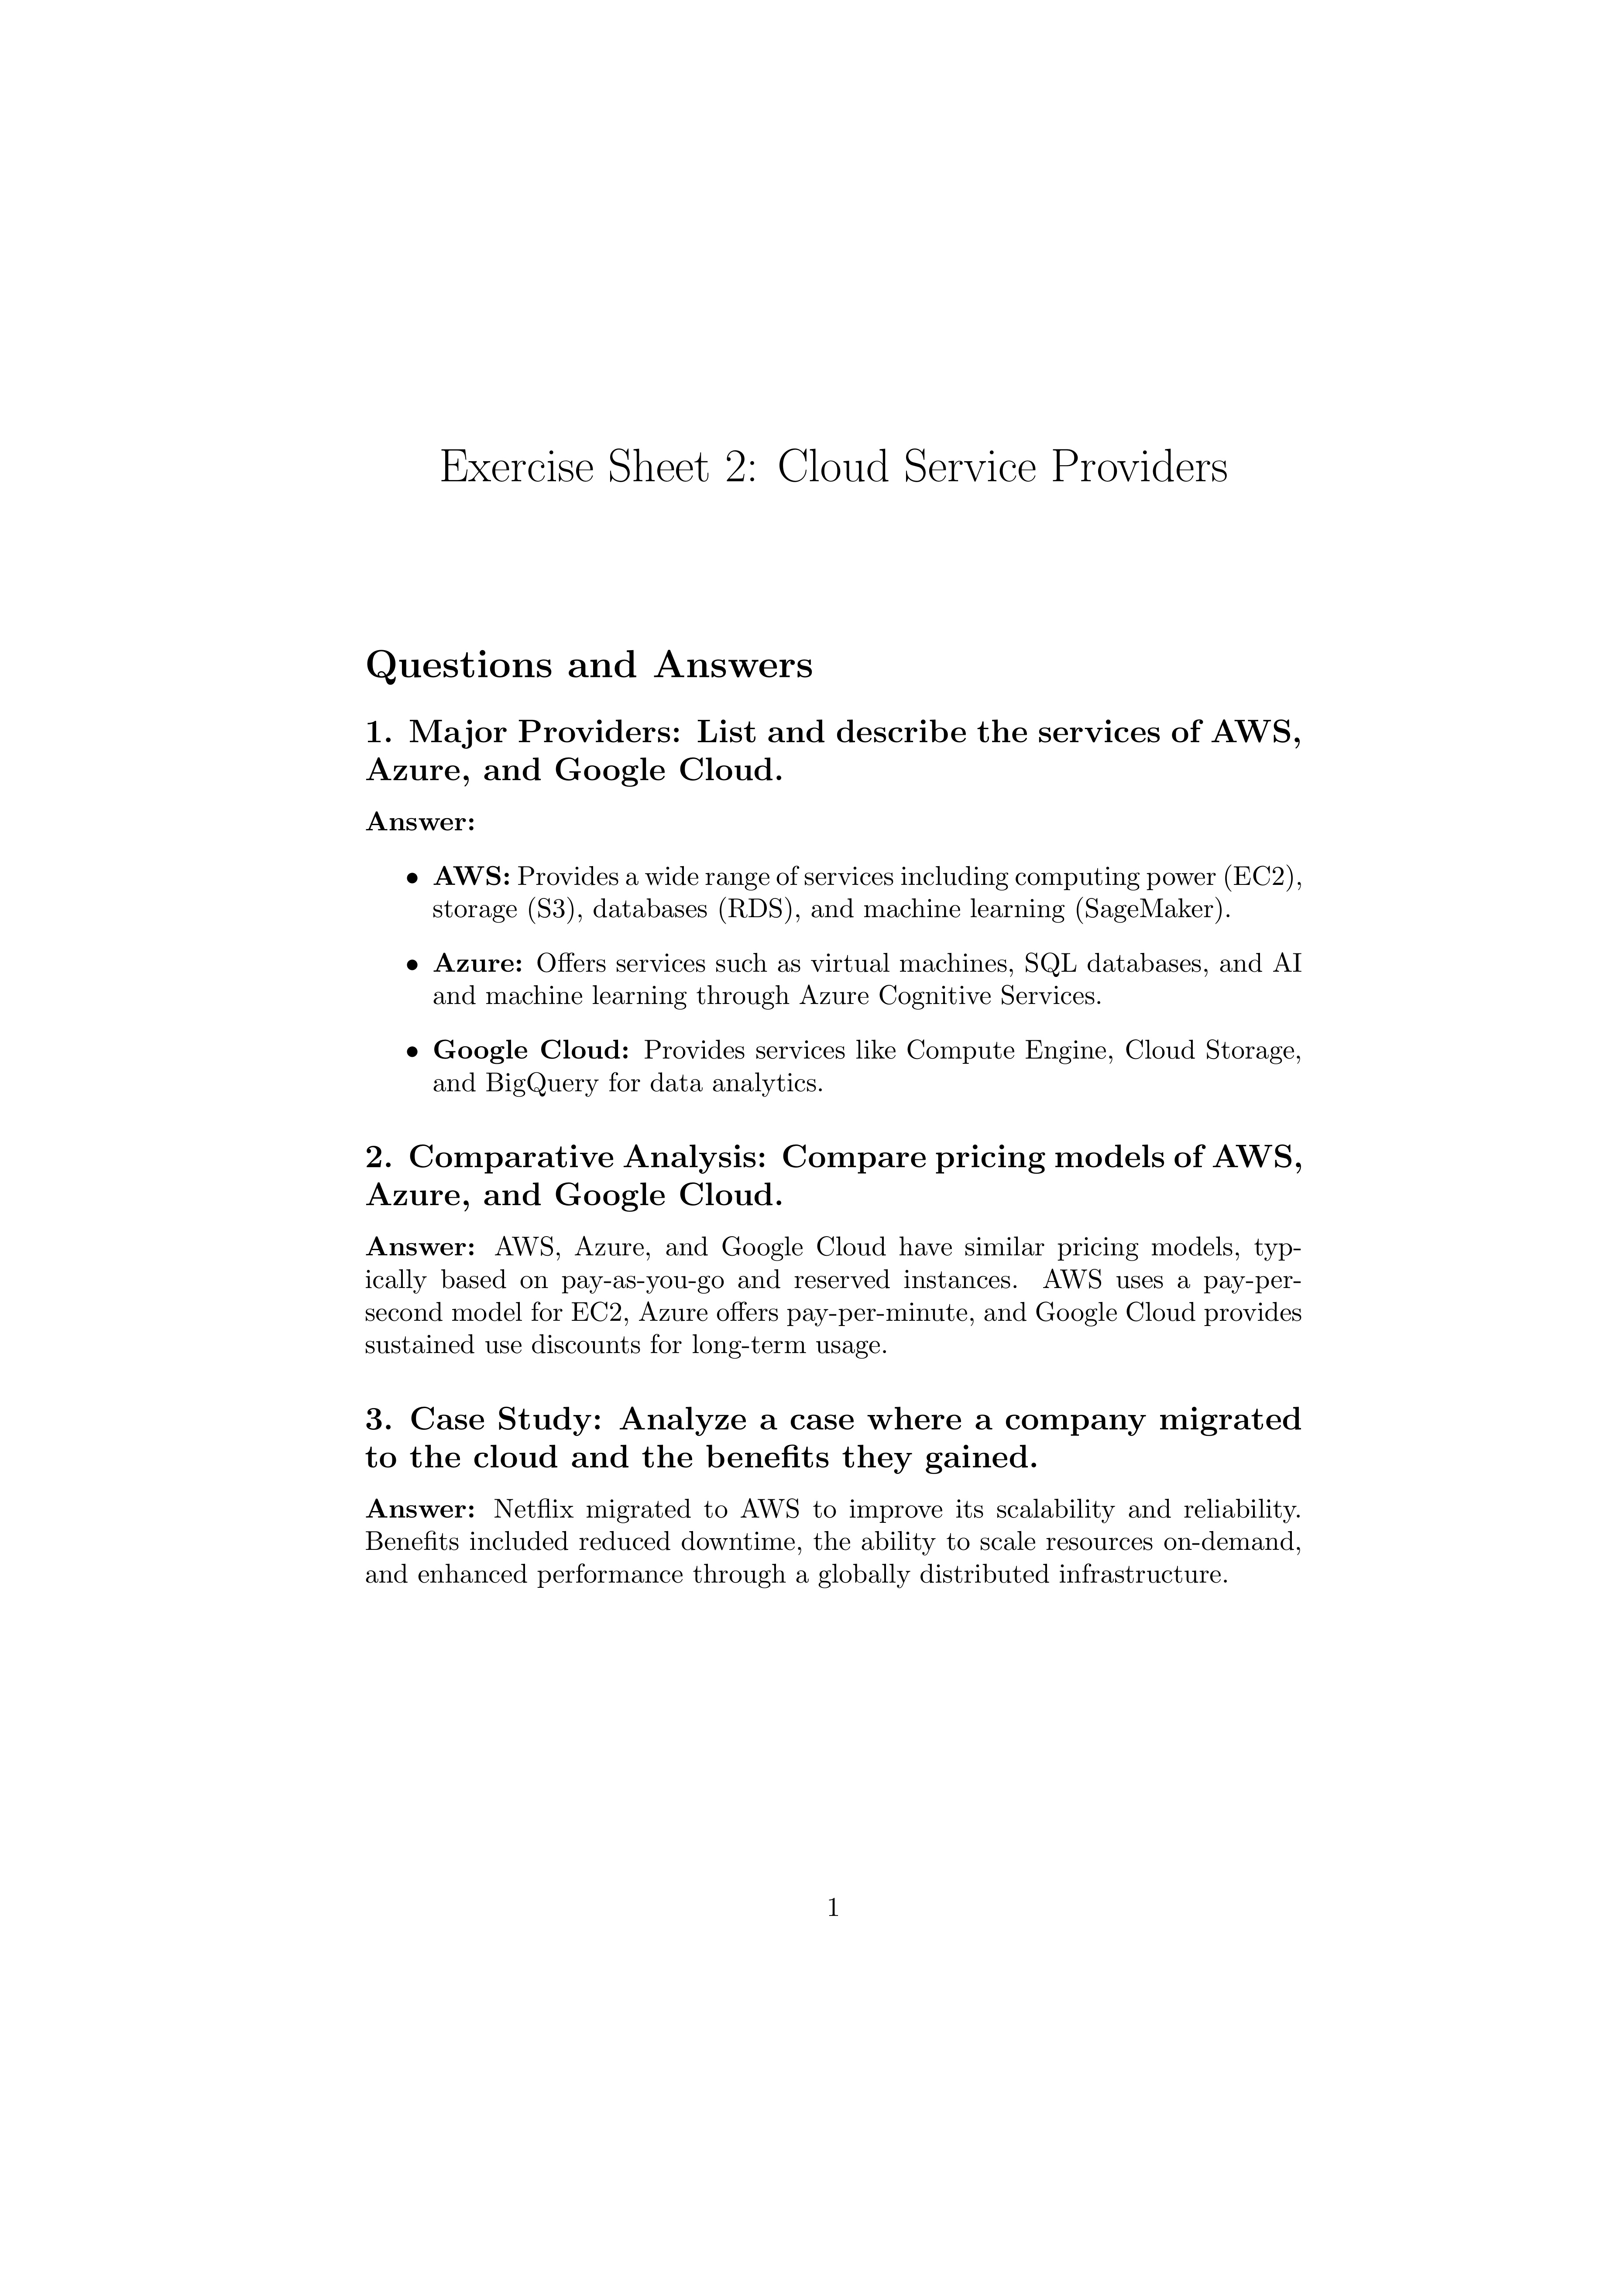 Exercise Sheet 2: Cloud Service Providers
Questions and Answers
1. Major Providers: List and describe the services of AWS,
Azure, and Google Cloud.
Answer:
• AWS: Provides a wide range of services including computing power (EC2),
storage (S3), databases (RDS), and machine learning (SageMaker).
• Azure: Offers services such as virtual machines, SQL databases, and AI
and machine learning through Azure Cognitive Services.
• Google Cloud: Provides services like Compute Engine, Cloud Storage,
and BigQuery for data analytics.
2. Comparative Analysis: Compare pricing models of AWS,
Azure, and Google Cloud.
Answer: AWS, Azure, and Google Cloud have similar pricing models, typ-
ically based on pay-as-you-go and reserved instances. AWS uses a pay-per-
second model for EC2, Azure offers pay-per-minute, and Google Cloud provides
sustained use discounts for long-term usage.
3. Case Study: Analyze a case where a company migrated
to the cloud and the benefits they gained.
Answer: Netflix migrated to AWS to improve its scalability and reliability.
Benefits included reduced downtime, the ability to scale resources on-demand,
and enhanced performance through a globally distributed infrastructure.
1